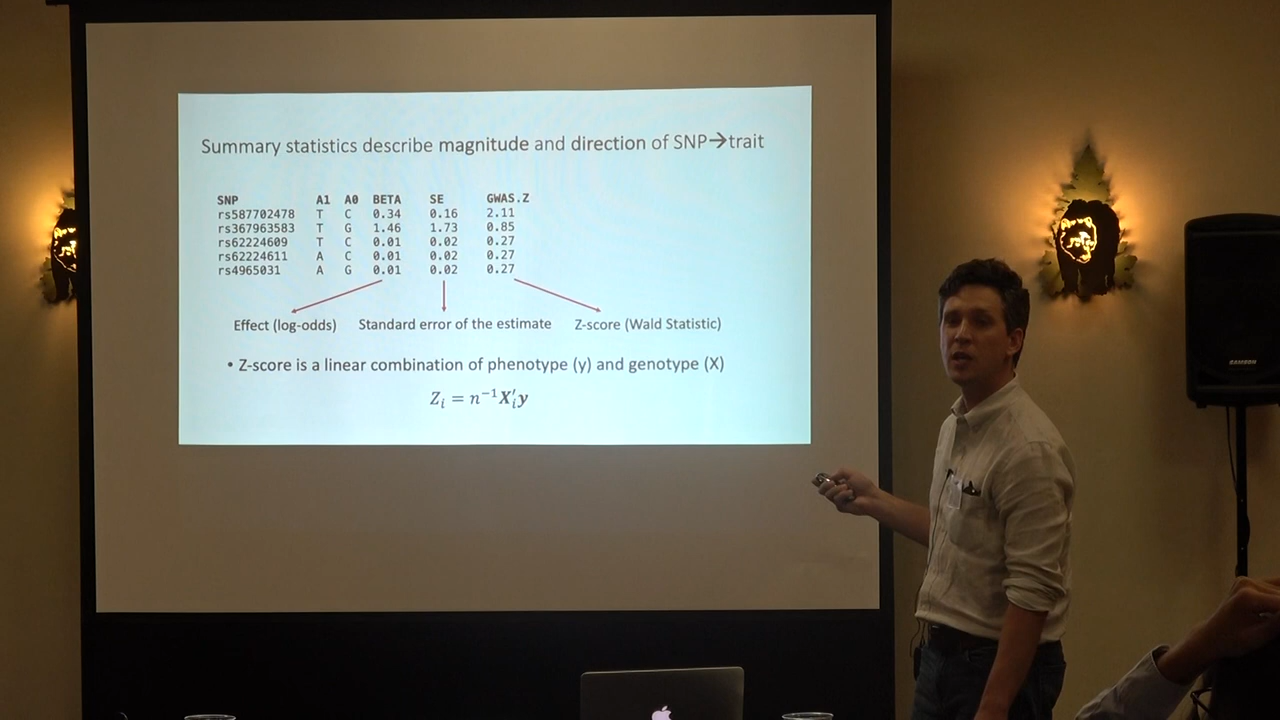 Summary statistics describe magnitude and direction of SNP→trait
SNP A1 A0 BETA SE GWAS.Z
rs587702478 T C 0.34 0.16 2.11
rs367963583 T G 1.46 1.73 0.85
rs62224609 T C 0.01 0.02 0.27
rs62224611 A C 0.01 0.02 0.27
rs4965031 A G 0.01 0.02 0.27
Effect (log-odds) Standard error of the estimate Z-score (Wald Statistic)
• Z-score is a linear combination of phenotype (y) and genotype (X)
Zᵢ = n⁻¹X′ᵢy
SAMSON